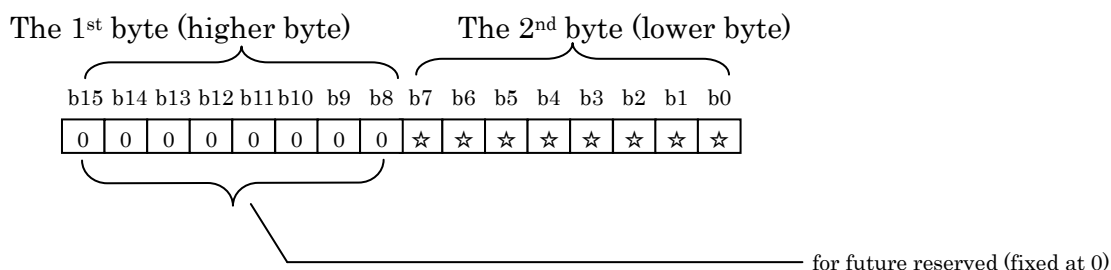 The 1st byte (higher byte) The 2nd byte (lower byte)
b15 b14 b13 b12 b11 b10 b9 b8 b7 b6 b5 b4 b3 b2 b1 b0
0 0 0 0 0 0 0 0 ☆ ☆ ☆ ☆ ☆ ☆ ☆ ☆
for future reserved (fixed at 0)